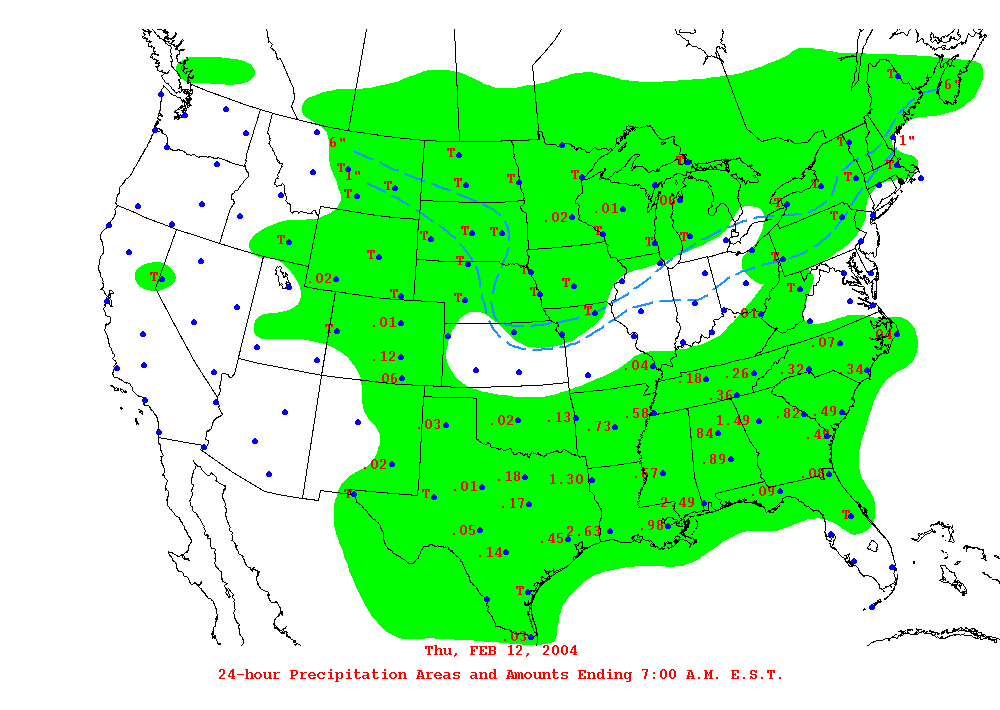 T
6"
T 1"
T
T T
6"
1"
T T T T T
T T T T
.02 .01 .00 T T
T T T T T T T
T T T T
.02 T T T T
T T T .01
T .01 .07 .04
.12 .04 .32 .34
.06 .18 .26
.36
.03 .02 .13 .73 .58 1.49 .82 .49
.84 .48
.02 .89
.01 .18 1.30 .57 .09 .08
T T .17 2.49
.05 .45 2.63 .98 T
.14
T
.03
Thu, FEB 12, 2004
24-hour Precipitation Areas and Amounts Ending 7:00 A.M. E.S.T.